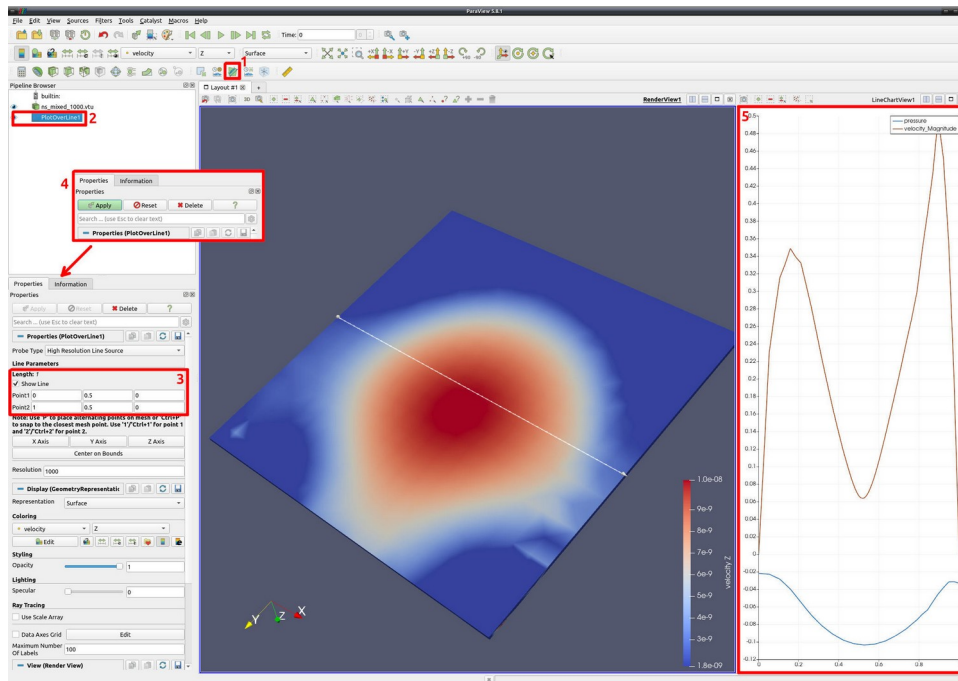 ParaView 5.8.1
File Edit View Sources Filters Tools Catalyst Macros Help
Time: 0
velocity Z Surface
1
Pipeline Browser
Layout #1
builtin:
ns_mixed_1000.vtu
PlotOverLine1
2
3D
RenderView1
LineChartView1
4
Properties Information
Properties
Apply Reset Delete ?
Search ... (use Esc to clear text)
Properties (PlotOverLine1)
Properties Information
Properties
Apply Reset Delete ?
Search ... (use Esc to clear text)
Properties (PlotOverLine1)
Probe Type High Resolution Line Source
Line Parameters
Length: 1
3
Show Line
Point1 0 0.5 0
Point2 1 0.5 0
Note: Use 'P' to place alternating points on mesh or 'Ctrl+P'
to snap to the closest mesh point. Use '1'/'Ctrl+1' for point 1
and '2'/'Ctrl+2' for point 2.
X Axis Y Axis Z Axis
Center on Bounds
Resolution 1000
Display (GeometryRepresentatic
Representation Surface
Coloring
velocity Z
Edit
Styling
Opacity 1
Lighting
Specular 0
Ray Tracing
Use Scale Array
Data Axes Grid Edit
Maximum Number
Of Labels 100
View (Render View)
Y Z X
1.0e-08
9e-9
8e-9
6e-9
5e-9
4e-9
3e-9
1.8e-09
velocity Z
5
pressure
velocity_Magnitude
0.5
0.48
0.46
0.44
0.42
0.4
0.38
0.36
0.34
0.32
0.3
0.28
0.26
0.24
0.22
0.2
0.18
0.16
0.14
0.12
0.1
0.08
0.06
0.04
0.02
0
-0.02
-0.04
-0.06
-0.08
-0.1
-0.12
0 0.2 0.4 0.6 0.8